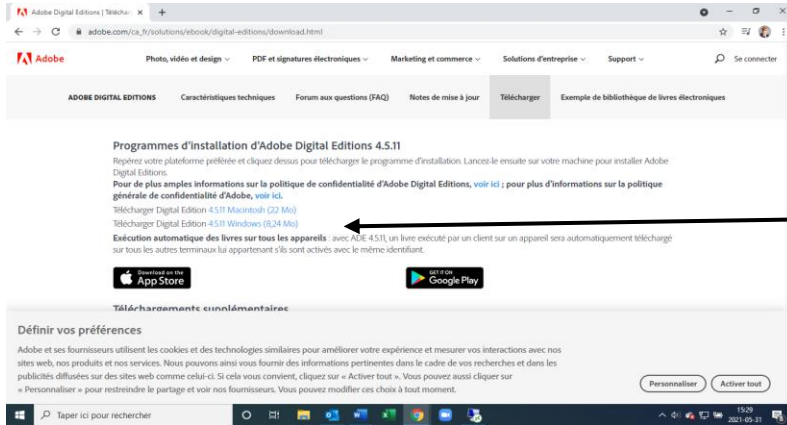 Adobe Digital Editions | Télécha
adobe.com/ca_fr/solutions/ebook/digital-editions/download.html
Adobe Photo, vidéo et design PDF et signatures électroniques Marketing et commerce Solutions d'entreprise Support Se connecter
ADOBE DIGITAL EDITIONS Caractéristiques techniques Forum aux questions (FAQ) Notes de mise à jour Télécharger Exemple de bibliothèque de livres électroniques
Programmes d'installation d'Adobe Digital Editions 4.5.11
Repérez votre plateforme préférée et cliquez dessus pour télécharger le programme d'installation. Lancez-le ensuite sur votre machine pour installer Adobe
Digital Editions.
Pour de plus amples informations sur la politique de confidentialité d'Adobe Digital Editions, voir ici ; pour plus d'informations sur la politique
générale de confidentialité d'Adobe, voir ici.
Télécharger Digital Edition 4.5.11 Macintosh (22 Mo)
Télécharger Digital Edition 4.5.11 Windows (8,24 Mo)
Exécution automatique des livres sur tous les appareils : avec ADE 4.5.11, un livre exécuté par un client sur un appareil sera automatiquement téléchargé
sur tous les autres terminaux lui appartenant s'ils sont activés avec le même identifiant.
Download on the App Store GET IT ON Google Play
Téléchargements supplémentaires
Définir vos préférences
Adobe et ses fournisseurs utilisent les cookies et des technologies similaires pour améliorer votre expérience et mesurer vos interactions avec nos
sites web, nos produits et nos services. Nous pouvons ainsi vous fournir des informations pertinentes dans le cadre de vos recherches et dans les
publicités diffusées sur des sites web comme celui-ci. Si cela vous convient, cliquez sur « Activer tout ». Vous pouvez aussi cliquer sur
« Personnaliser » pour restreindre le partage et voir nos fournisseurs. Vous pouvez modifier ces choix à tout moment.
Personnaliser Activer tout
Taper ici pour rechercher
15:29
2021-05-31